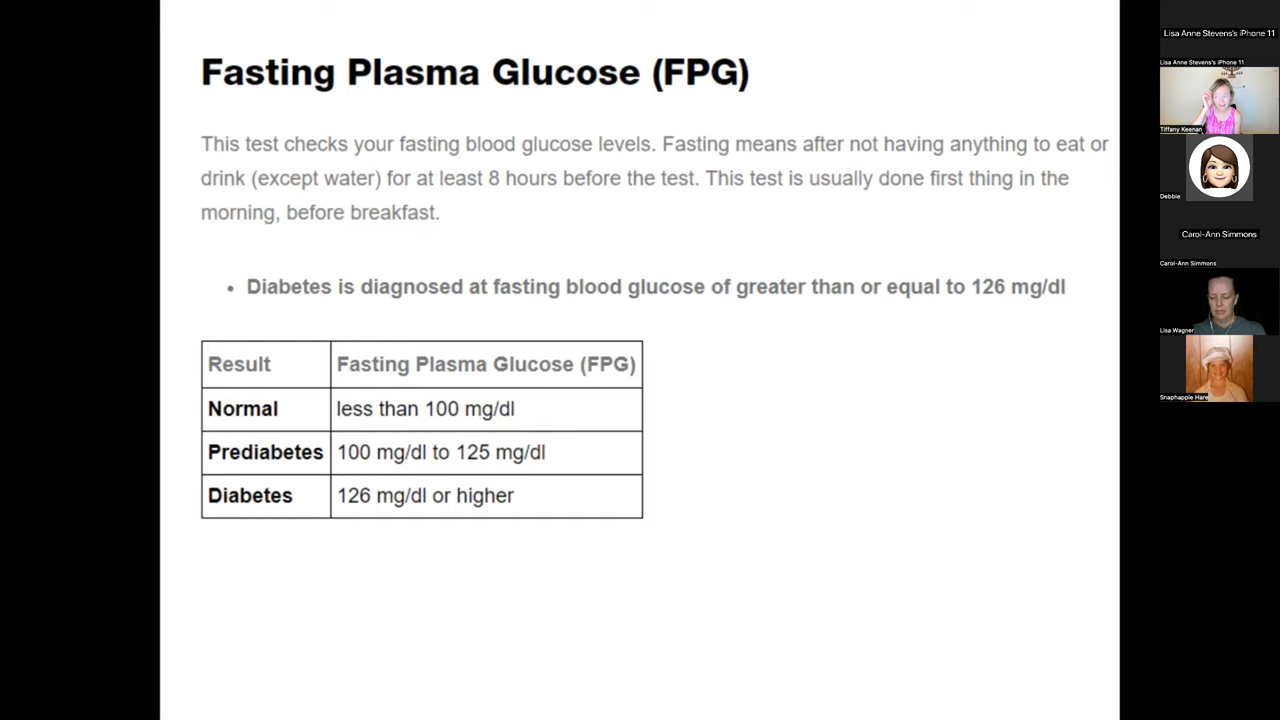 Fasting Plasma Glucose (FPG)
This test checks your fasting blood glucose levels. Fasting means after not having anything to eat or
drink (except water) for at least 8 hours before the test. This test is usually done first thing in the
morning, before breakfast.
• Diabetes is diagnosed at fasting blood glucose of greater than or equal to 126 mg/dl
Result Fasting Plasma Glucose (FPG)
Normal less than 100 mg/dl
Prediabetes 100 mg/dl to 125 mg/dl
Diabetes 126 mg/dl or higher
Lisa Anne Stevens's iPhone 11
Lisa Anne Stevens's iPhone 11
Tiffany Keenan
Debbie
Carol-Ann Simmons
Carol-Ann Simmons
Lisa Wagner
Snaphappie Hare